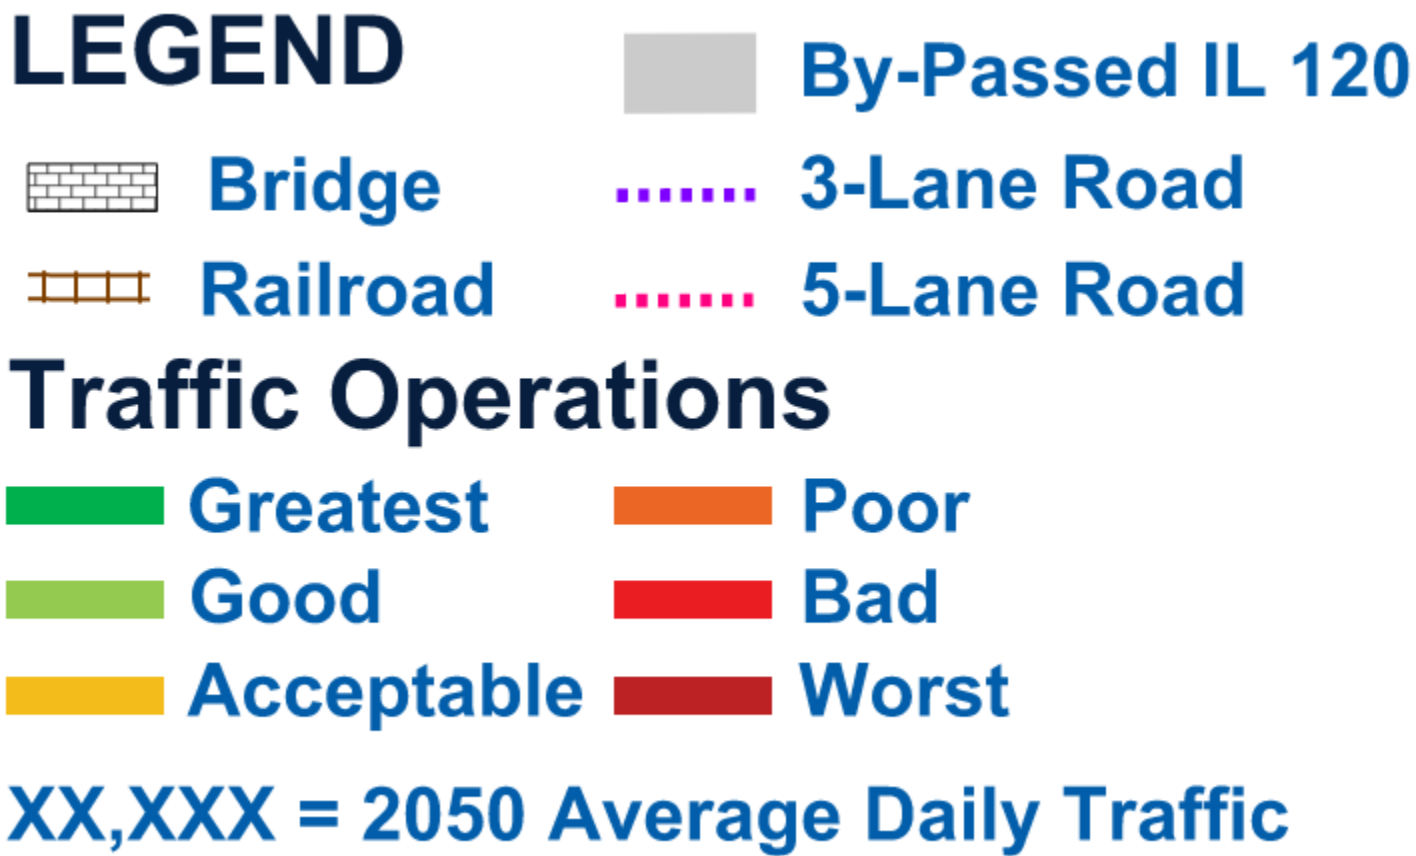 LEGEND
By-Passed IL 120
Bridge
3-Lane Road
Railroad
5-Lane Road
Traffic Operations
Greatest
Poor
Good
Bad
Acceptable
Worst
XX,XXX = 2050 Average Daily Traffic